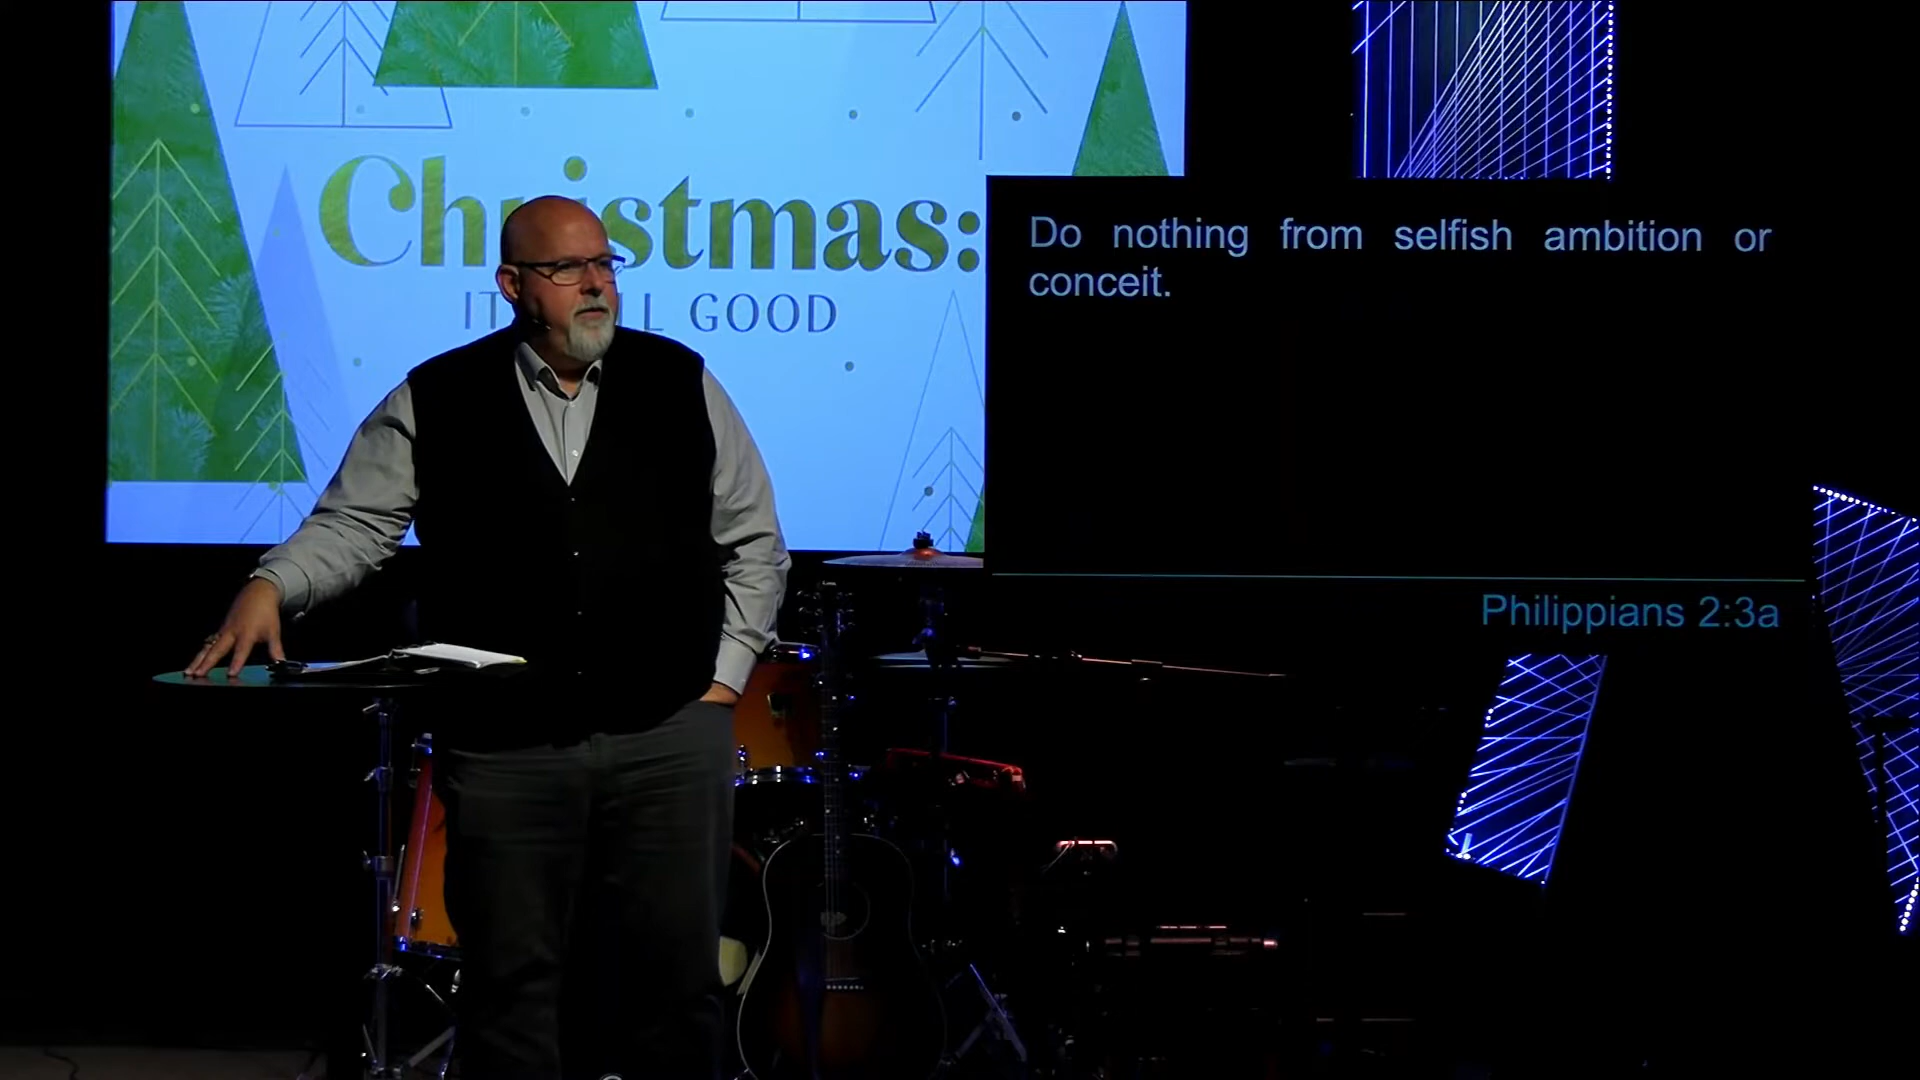 Christmas:
GOOD
Do nothing from selfish ambition or
conceit.
Philippians 2:3a